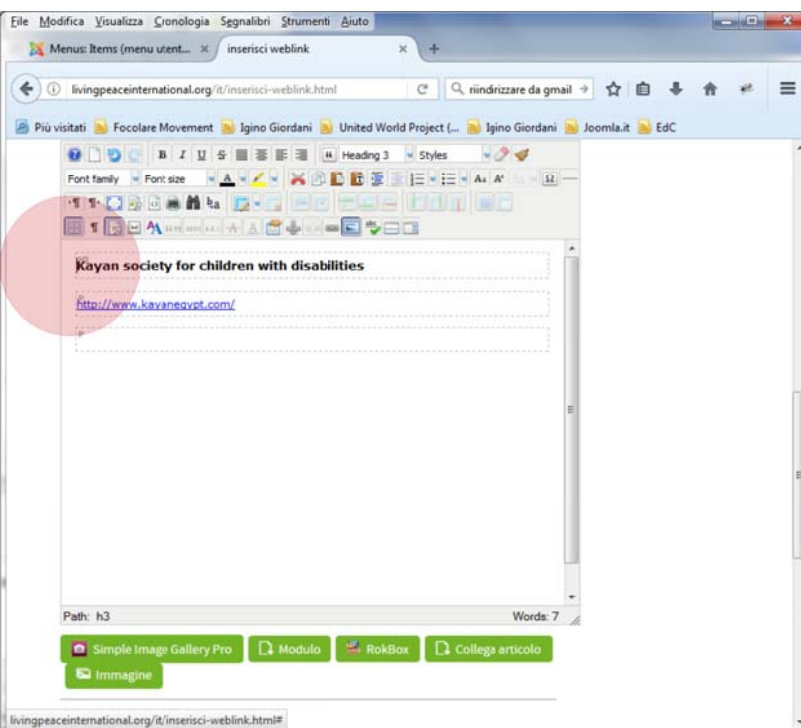 File Modifica Visualizza Cronologia Segnalibri Strumenti Aiuto
Menus: Items (menu utent... × inserisci weblink × +
livingpeaceinternational.org/it/inserisci-weblink.html riindrizzare da gmail
Più visitati Focolare Movement Igino Giordani United World Project (... Igino Giordani Joomla.it EdC
B I U S Heading 3 Styles
Font family Font size A
Kayan society for children with disabilities
http://www.kayanegypt.com/
P
Path: h3 Words: 7
Simple Image Gallery Pro Modulo RokBox Collega articolo
Immagine
livingpeaceinternational.org/it/inserisci-weblink.html#